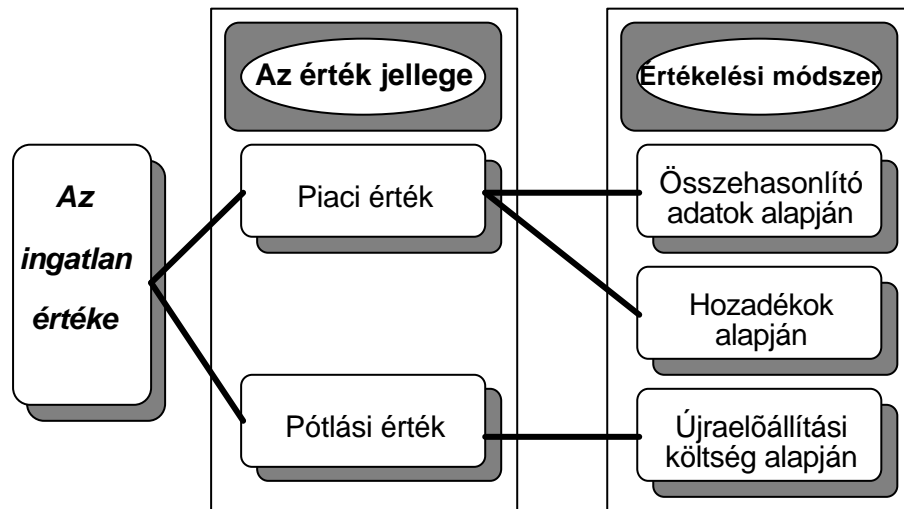 Az érték jellege
Értékelési módszer
Az
ingatlan
értéke
Piaci érték
Pótlási érték
Összehasonlító
adatok alapján
Hozadékok
alapján
Újraelõállítási
költség alapján